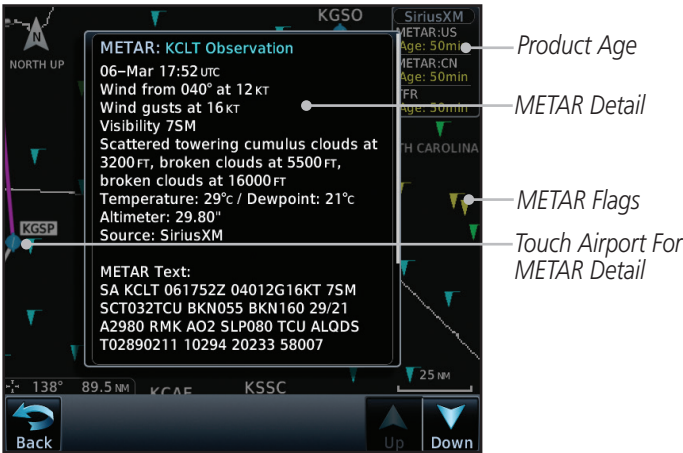 KGSO
NORTH UP
SiriusXM
METAR:US
Age: 50min
METAR:CN
Age: 50min
TFR
Age: 50min
METAR: KCLT Observation
06–Mar 17:52 UTC
Wind from 040° at 12 KT
Wind gusts at 16 KT
Visibility 7SM
Scattered towering cumulus clouds at
3200 FT, broken clouds at 5500 FT,
broken clouds at 16000 FT
Temperature: 29°C / Dewpoint: 21°C
Altimeter: 29.80"
Source: SiriusXM
METAR Text:
SA KCLT 061752Z 04012G16KT 7SM
SCT032TCU BKN055 BKN160 29/21
A2980 RMK AO2 SLP080 TCU ALQDS
T02890211 10294 20233 58007
TH CAROLINA
KGSP
138° 89.5 NM
KCAE
KSSC
25 NM
Back
Up
Down
Product Age
METAR Detail
METAR Flags
Touch Airport For
METAR Detail